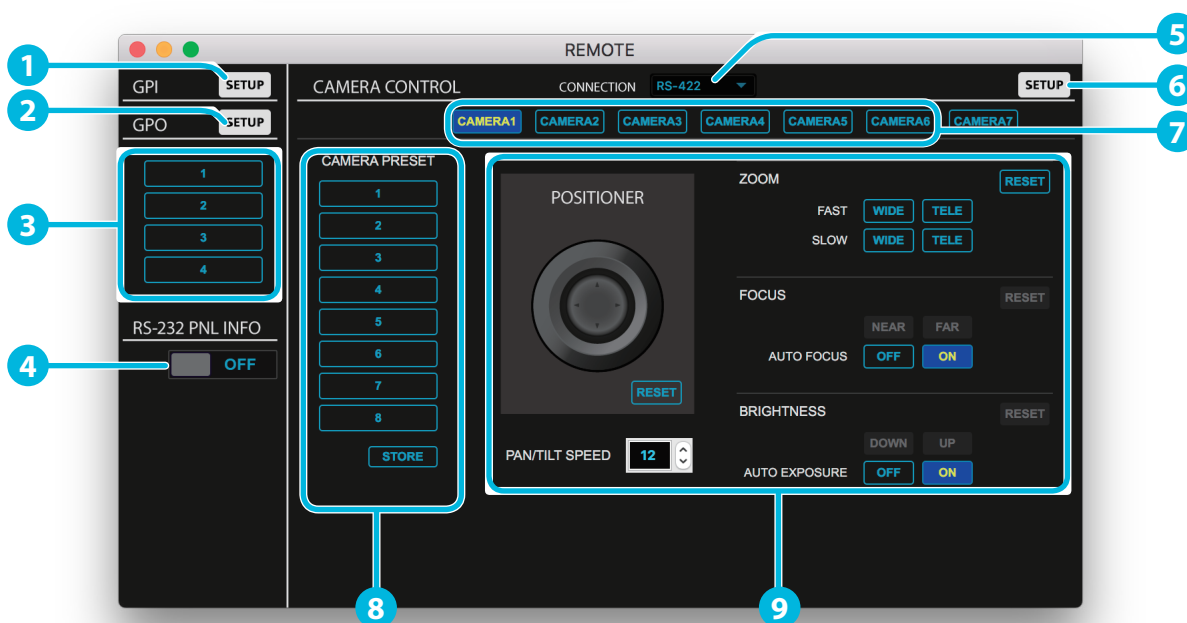 REMOTE
5
1
GPI SETUP
CAMERA CONTROL CONNECTION RS-422 SETUP
6
2
GPO SETUP
CAMERA1 CAMERA2 CAMERA3 CAMERA4 CAMERA5 CAMERA6 CAMERA7
7
3
1
2
3
4
RS-232 PNL INFO
4
OFF
CAMERA PRESET
1
2
3
4
5
6
7
8
STORE
POSITIONER
RESET
PAN/TILT SPEED 12
ZOOM RESET
FAST WIDE TELE
SLOW WIDE TELE
FOCUS RESET
NEAR FAR
AUTO FOCUS OFF ON
BRIGHTNESS RESET
DOWN UP
AUTO EXPOSURE OFF ON
8
9